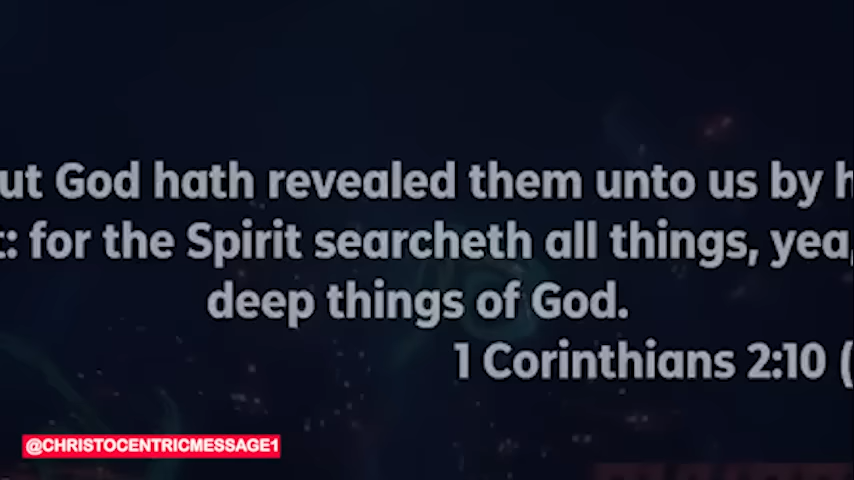 ut God hath revealed them unto us by h
t: for the Spirit searcheth all things, yea,
deep things of God.
1 Corinthians 2:10 (
@CHRISTOCENTRICMESSAGE1